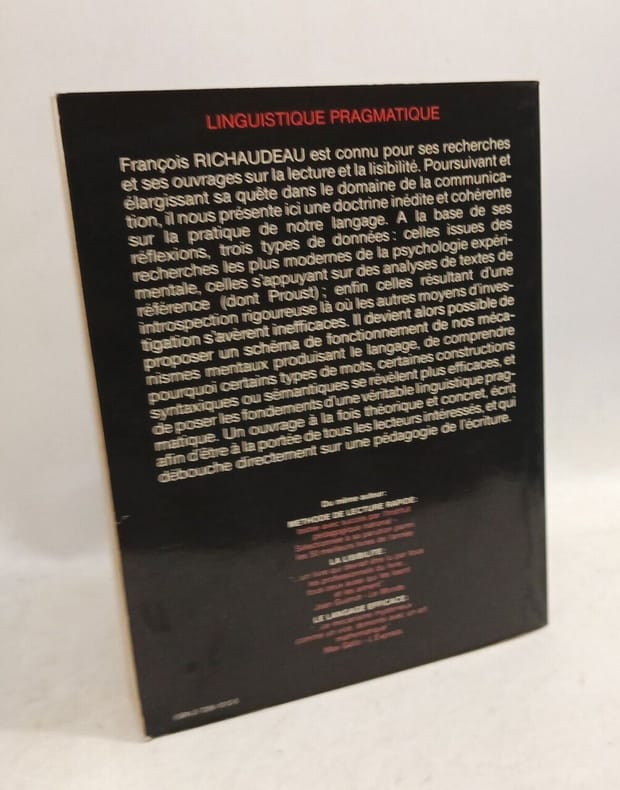 LINGUISTIQUE PRAGMATIQUE
François RICHAUDEAU est connu pour ses recherches
et ses ouvrages sur la lecture et la lisibilité. Poursuivant et
élargissant sa quête dans le domaine de la communica-
tion, il nous présente ici une doctrine inédite et cohérente
sur la pratique de notre langage. A la base de ses
réflexions, trois types de données : celles issues des
recherches les plus modernes de la psychologie expéri-
mentale, celles s'appuyant sur des analyses de textes de
référence (dont Proust) ; enfin celles résultant d'une
introspection rigoureuse là où les autres moyens d'inves-
tigation s'avèrent inefficaces. Il devient alors possible de
proposer un schéma de fonctionnement de nos méca-
nismes mentaux produisant le langage, de comprendre
pourquoi certains types de mots, certaines constructions
syntaxiques ou sémantiques se révèlent plus efficaces, et
de poser les fondements d'une véritable linguistique prag-
matique. Un ouvrage à la fois théorique et concret, écrit
afin d'être à la portée de tous les lecteurs intéressés, et qui
débouche directement sur une pédagogie de l'écriture.
Du même auteur :
METHODE DE LECTURE RAPIDE :
LA LISIBILITE :
LE LANGAGE EFFICACE :